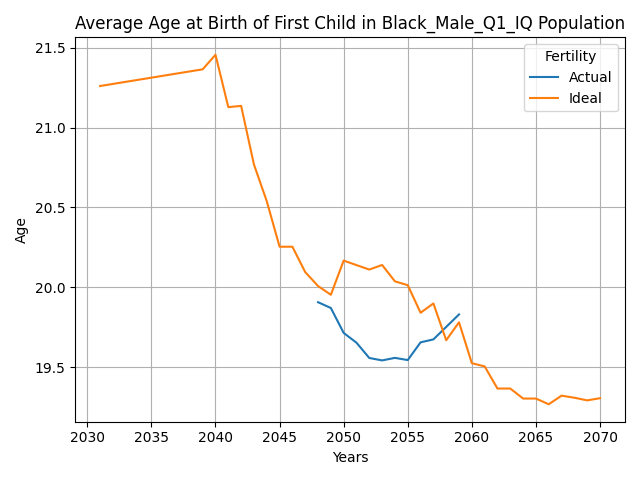 Average Age at Birth of First Child in Black_Male_Q1_IQ Population
Fertility
Actual
Ideal
21.5
21.0
20.5
20.0
19.5
Age
2030 2035 2040 2045 2050 2055 2060 2065 2070
Years